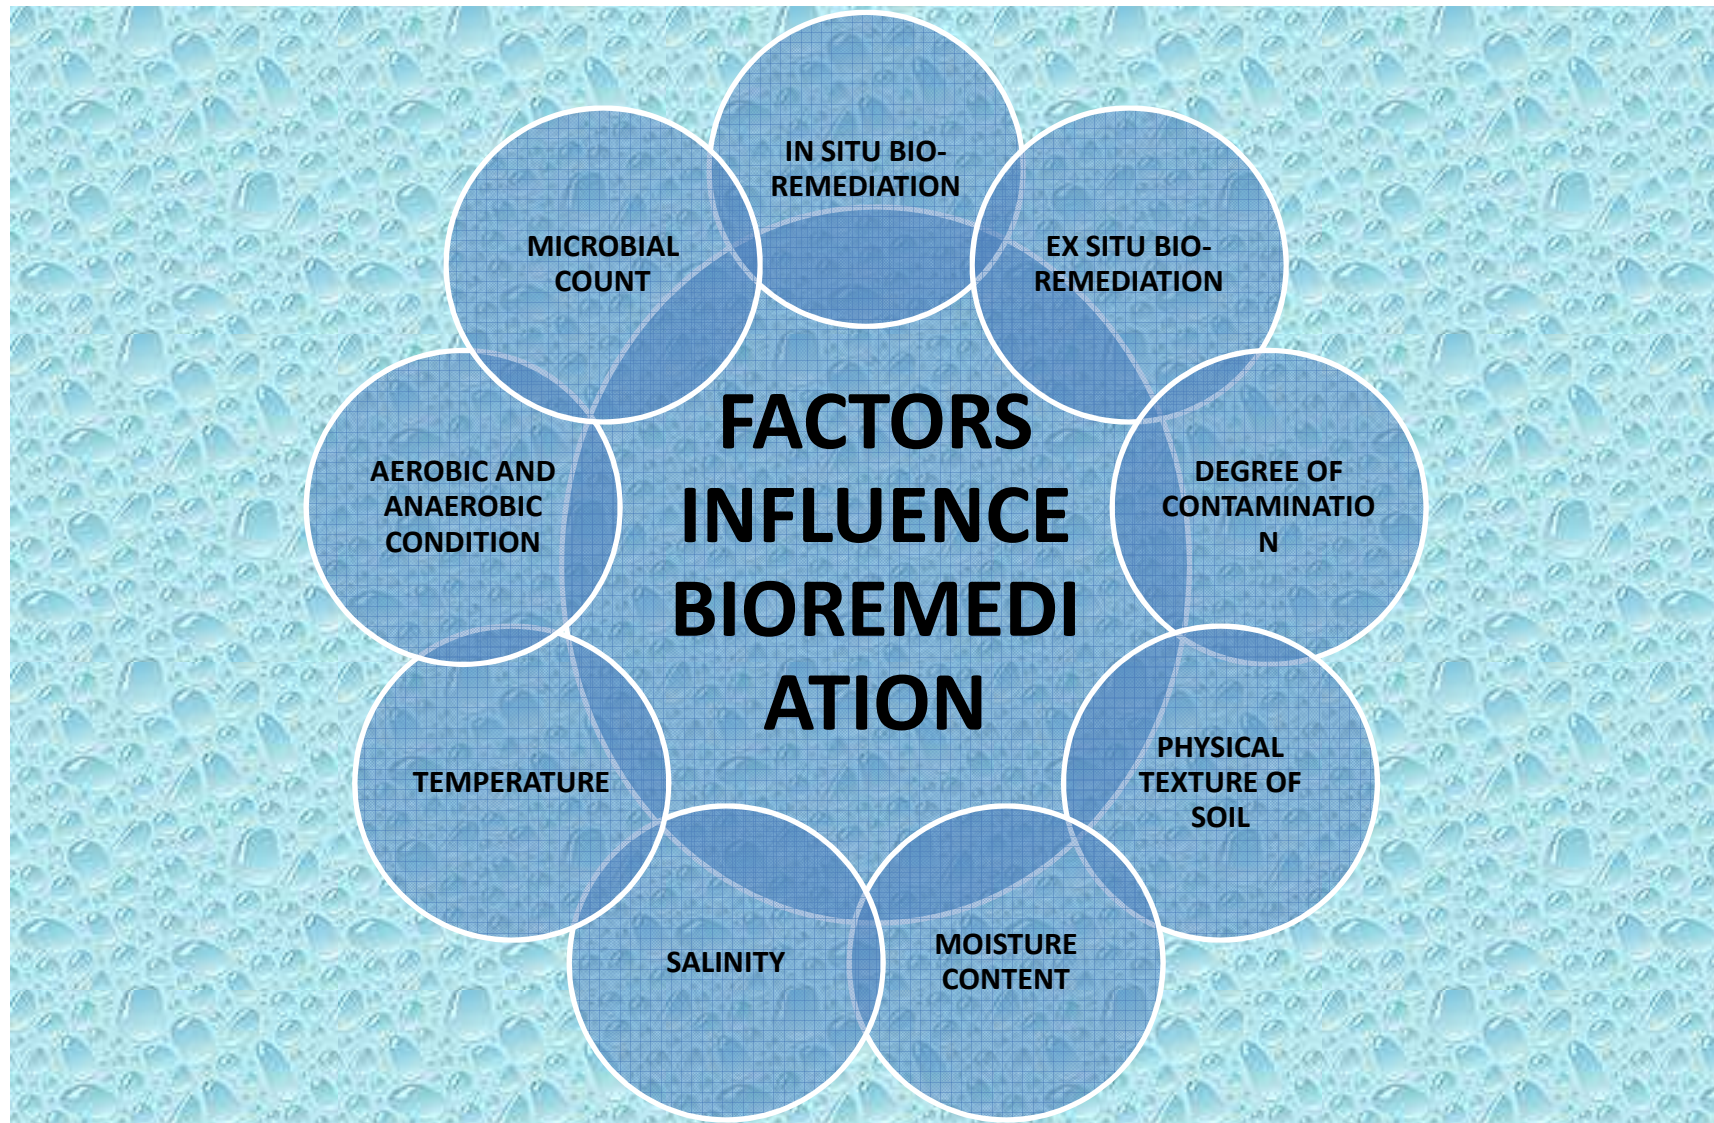 IN SITU BIO-
REMEDIATION
EX SITU BIO-
REMEDIATION
DEGREE OF
CONTAMINATIO
N
PHYSICAL
TEXTURE OF
SOIL
MOISTURE
CONTENT
SALINITY
TEMPERATURE
AEROBIC AND
ANAEROBIC
CONDITION
MICROBIAL
COUNT
FACTORS
INFLUENCE
BIOREMEDI
ATION